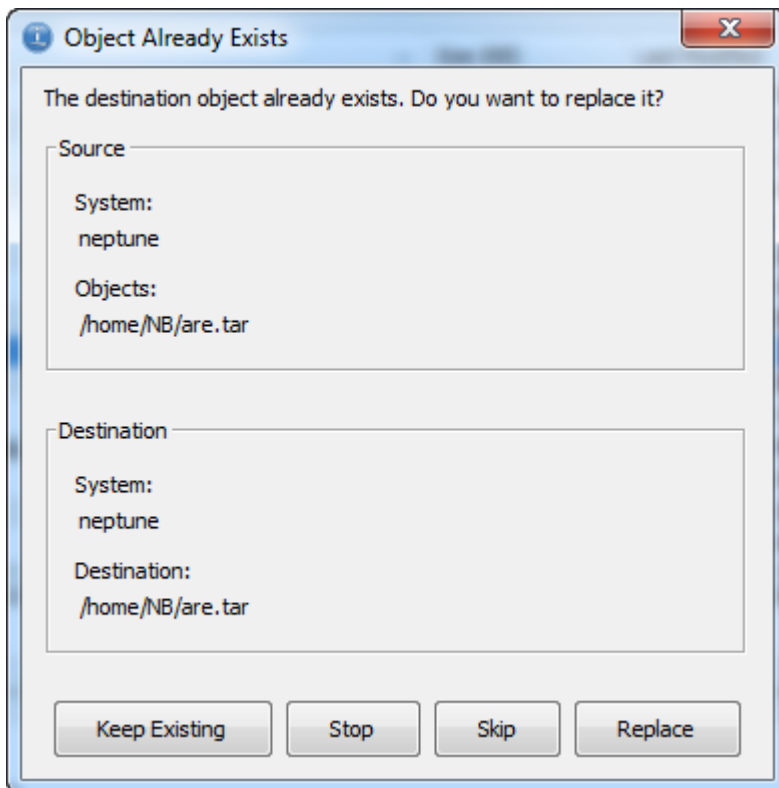 Object Already Exists
The destination object already exists. Do you want to replace it?
Source
System:
neptune
Objects:
/home/NB/are.tar
Destination
System:
neptune
Destination:
/home/NB/are.tar
Keep Existing Stop Skip Replace